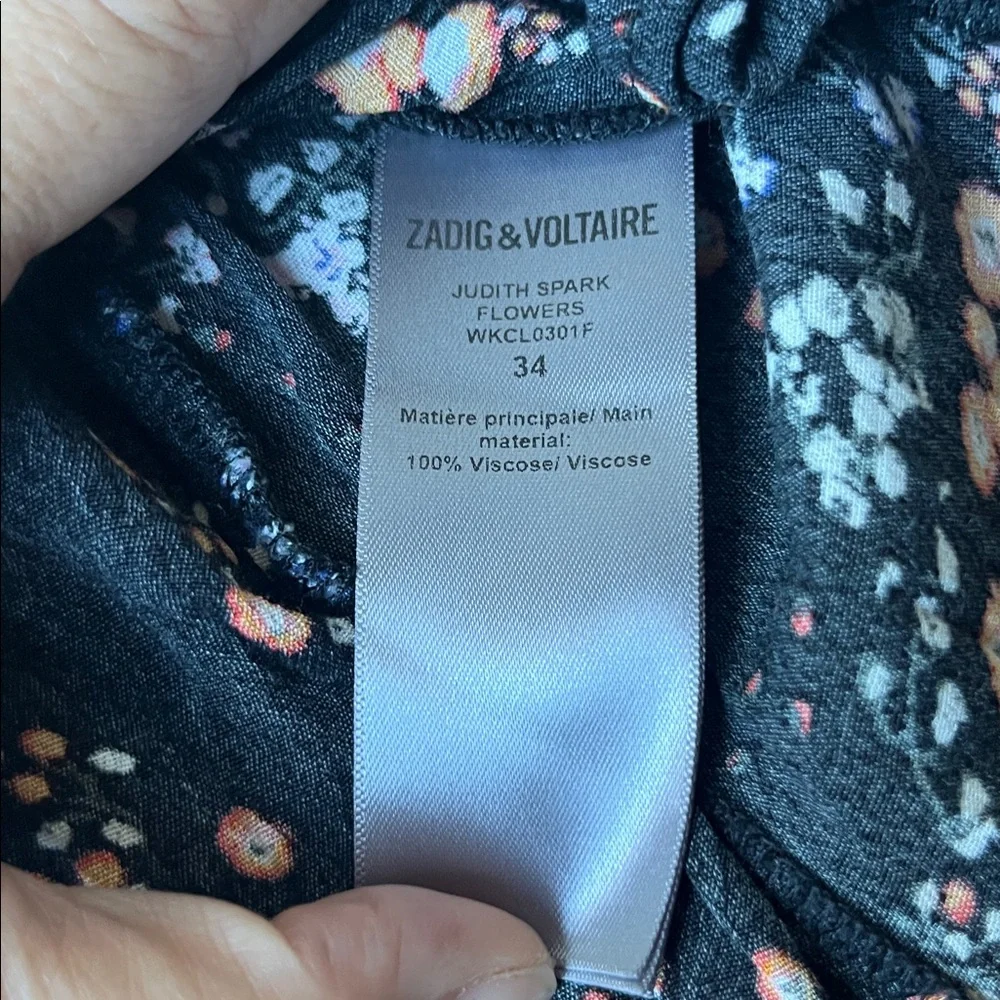 ZADIG & VOLTAIRE
JUDITH SPARK
FLOWERS
WKCL0301F
34
Matière principale/ Main
material:
100% Viscose/ Viscose